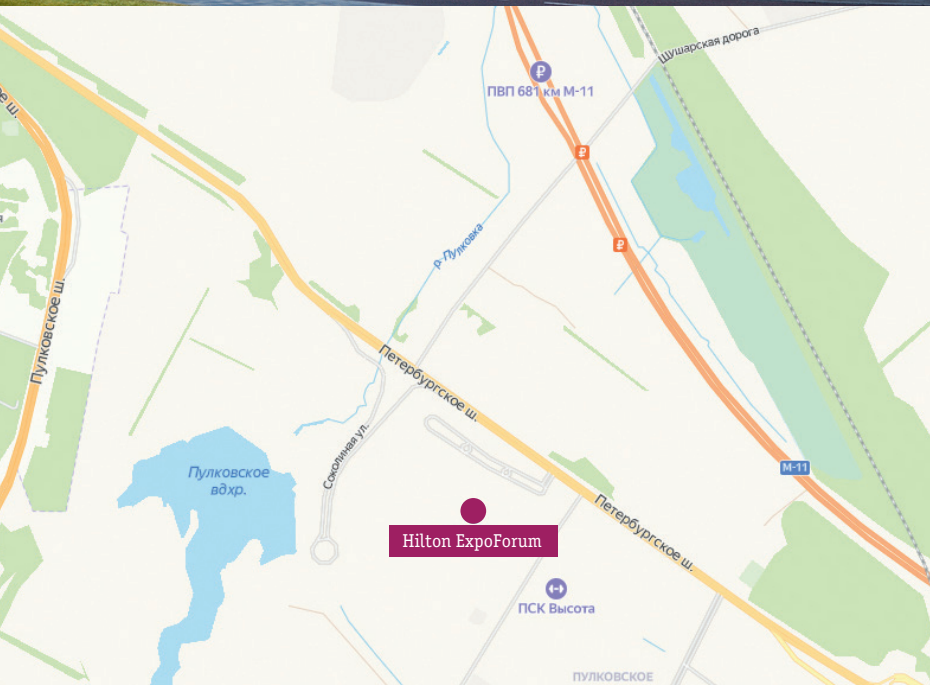 Шушарская дорога
ПВП 681 км М-11
р. Пулковка
Пулковское ш.
Петербургское ш.
Соколиная ул.
Пулковское
вдхр.
М-11
Петербургское ш.
Hilton ExpoForum
ПСК Высота
ПУЛКОВСКОЕ